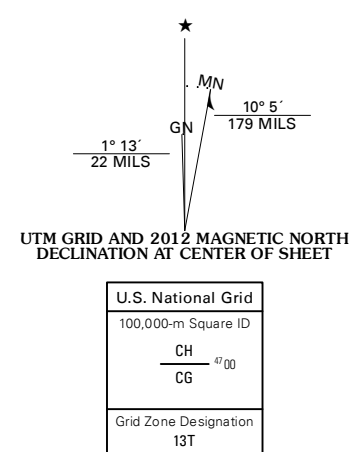 ★
MN
GN
10° 5´
179 MILS
1° 13´
22 MILS
UTM GRID AND 2012 MAGNETIC NORTH
DECLINATION AT CENTER OF SHEET
U.S. National Grid
100,000-m Square ID
CH
47 00
CG
Grid Zone Designation
13T